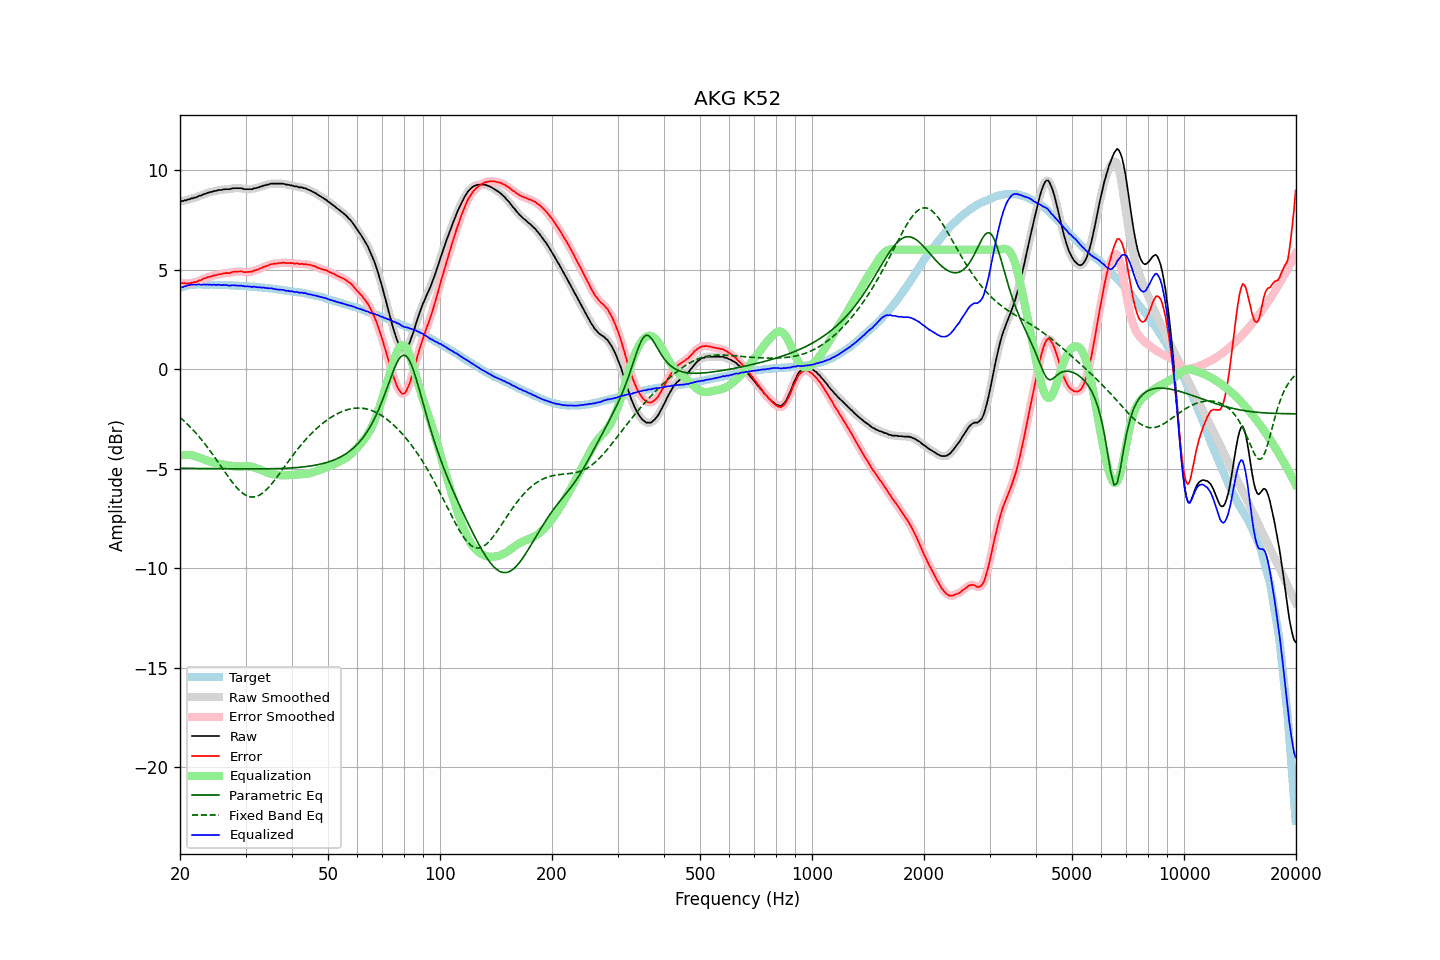 AKG K52
Amplitude (dBr)
10
5
0
−5
−10
−15
−20
Target
Raw Smoothed
Error Smoothed
Raw
Error
Equalization
Parametric Eq
Fixed Band Eq
Equalized
20 50 100 200 500 1000 2000 5000 10000 20000
Frequency (Hz)